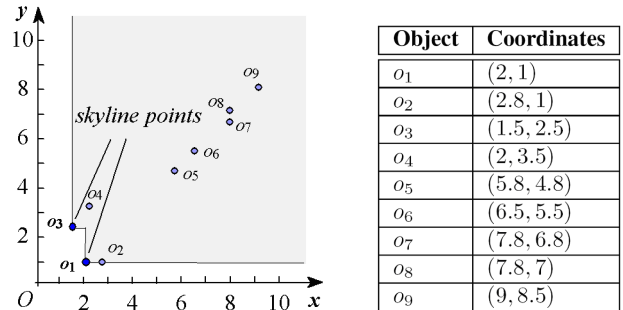 y
10
8
6
4
2
O
2 4 6 8 10 x
skyline points
o9
o8
o7
o6
o5
o4
o3
o2
o1
Object Coordinates
o1 (2, 1)
o2 (2.8, 1)
o3 (1.5, 2.5)
o4 (2, 3.5)
o5 (5.8, 4.8)
o6 (6.5, 5.5)
o7 (7.8, 6.8)
o8 (7.8, 7)
o9 (9, 8.5)